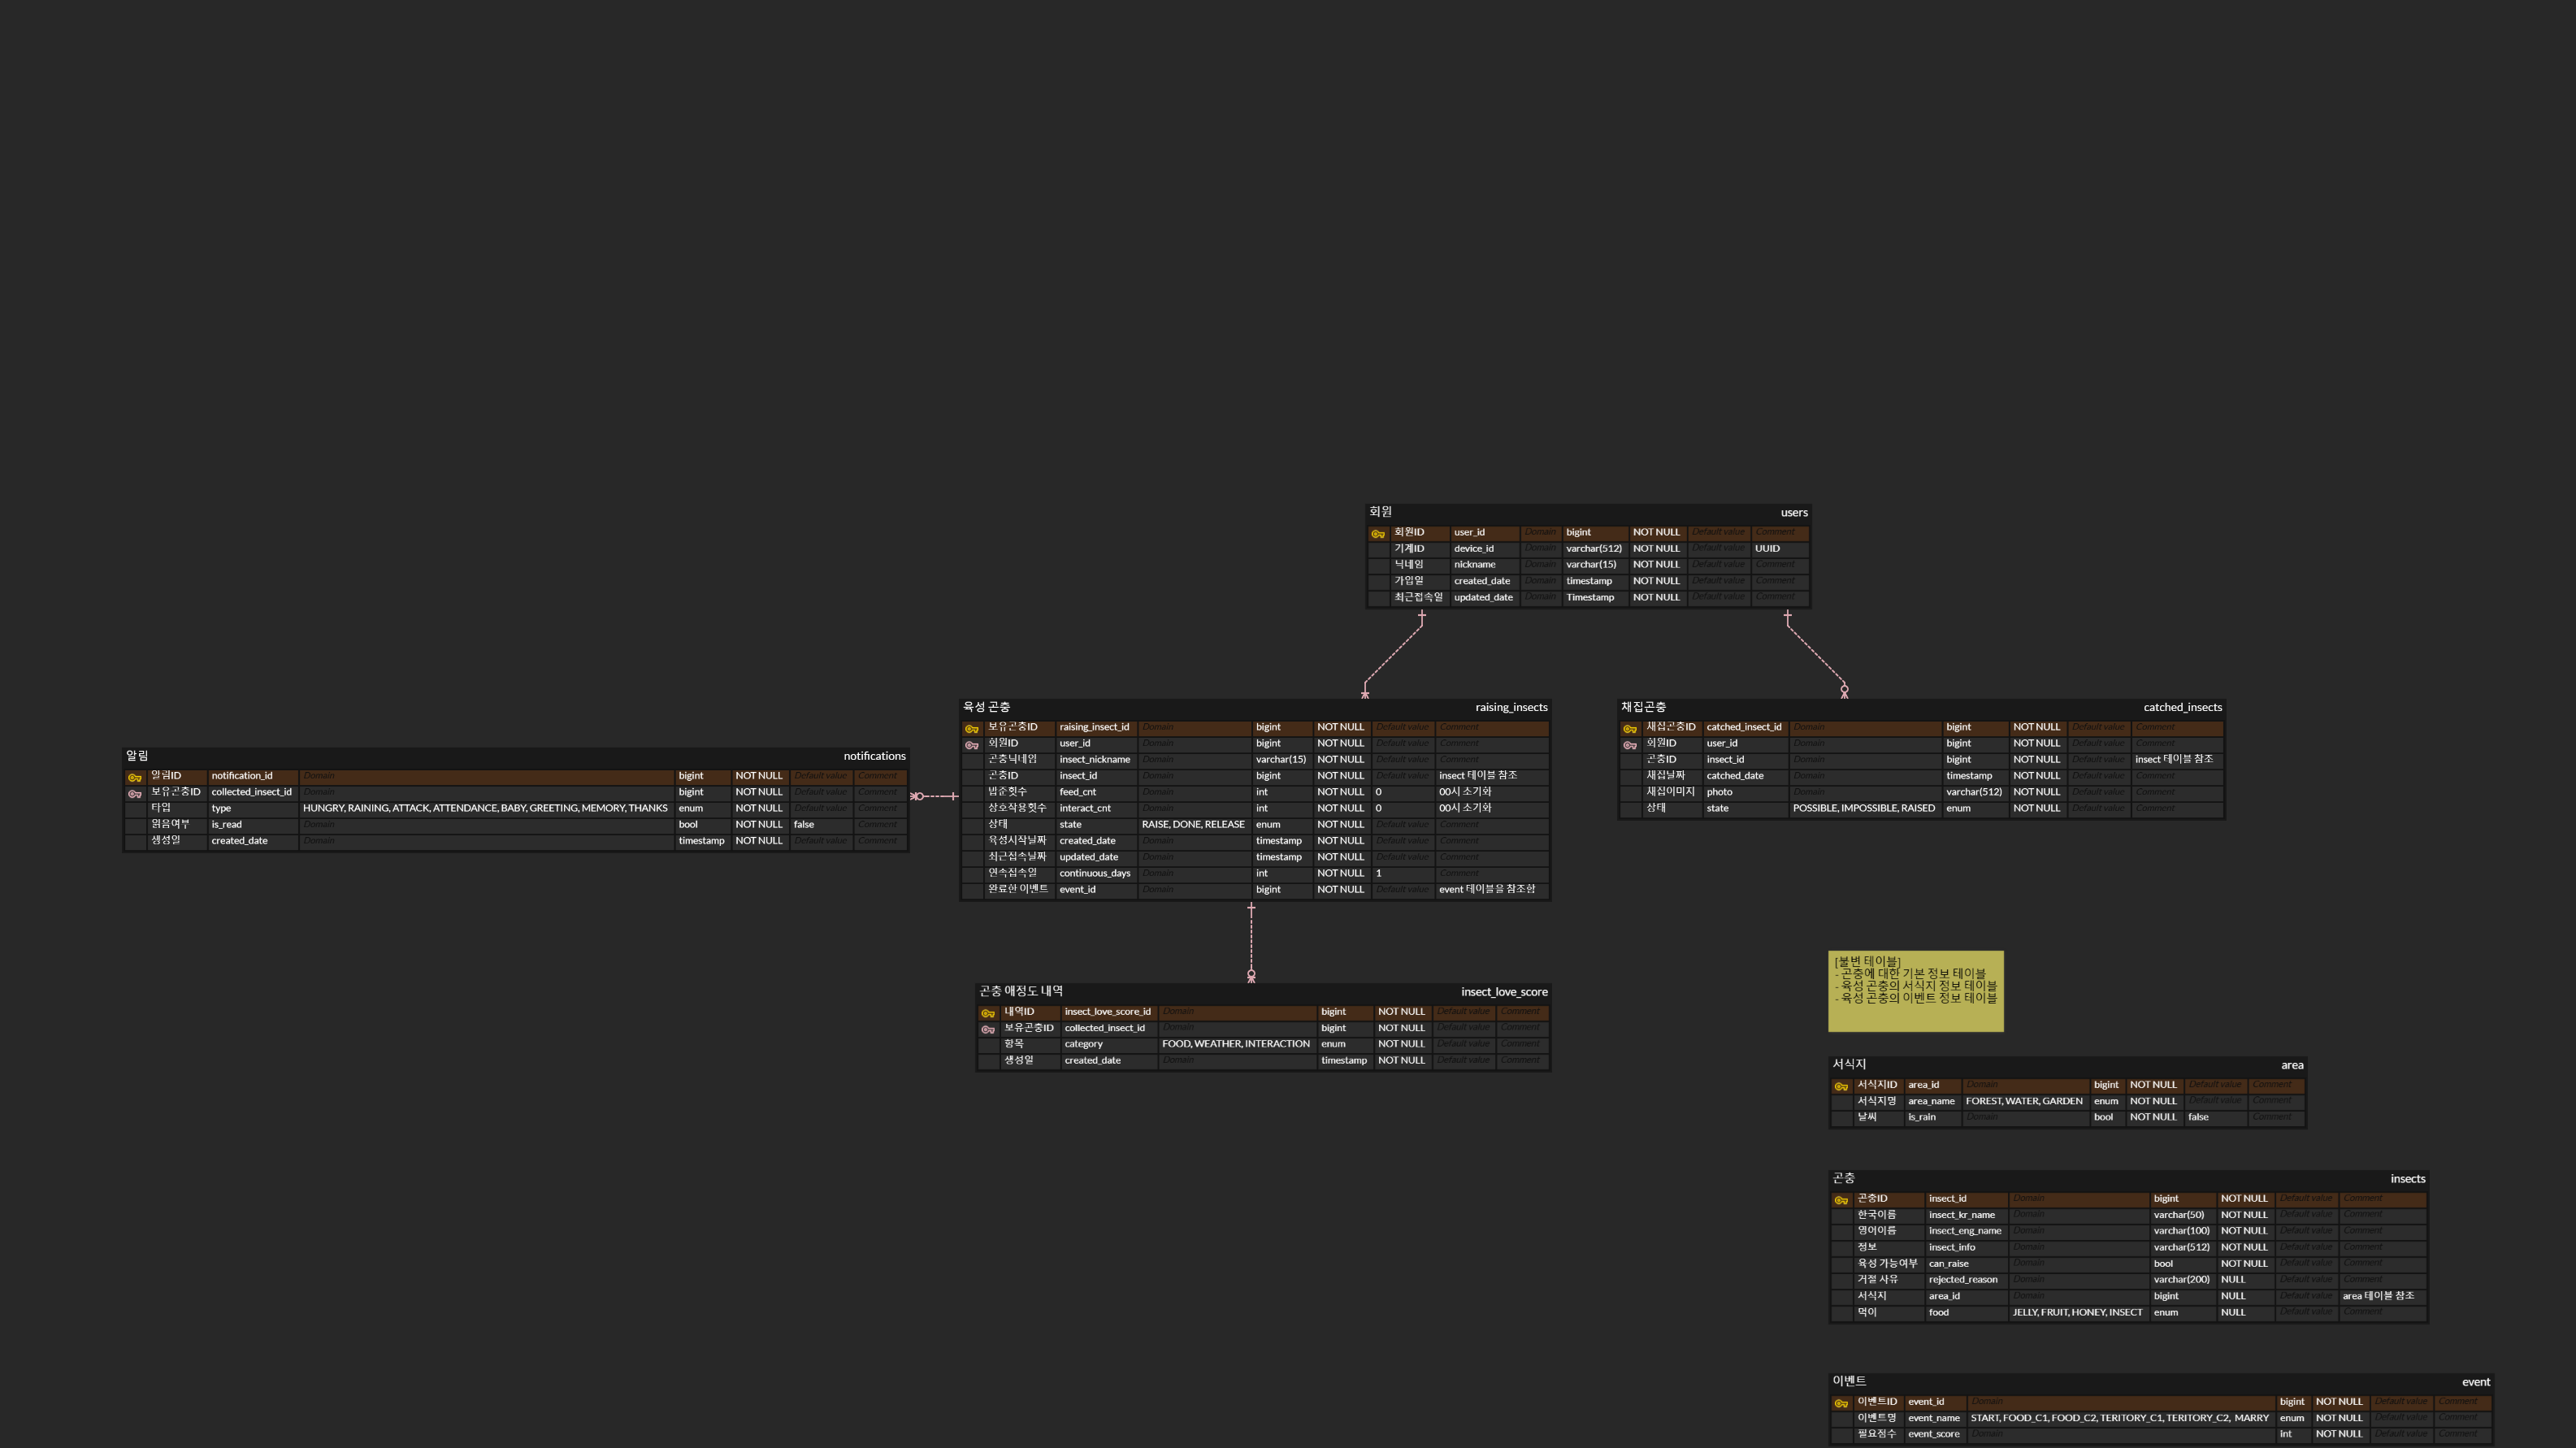 회원 users
회원ID user_id Domain bigint NOT NULL Default value Comment
기계ID device_id Domain varchar(512) NOT NULL Default value UUID
닉네임 nickname Domain varchar(15) NOT NULL Default value Comment
가입일 created_date Domain timestamp NOT NULL Default value Comment
최근접속일 updated_date Domain Timestamp NOT NULL Default value Comment
육성 곤충 raising_insects
보유곤충ID raising_insect_id Domain bigint NOT NULL Default value Comment
회원ID user_id Domain bigint NOT NULL Default value Comment
곤충닉네임 insect_nickname Domain varchar(15) NOT NULL Default value Comment
곤충ID insect_id Domain bigint NOT NULL Default value insect 테이블 참조
밥준횟수 feed_cnt Domain int NOT NULL 0 00시 초기화
상호작용횟수 interact_cnt Domain int NOT NULL 0 00시 초기화
상태 state RAISE, DONE, RELEASE enum NOT NULL Default value Comment
육성시작날짜 created_date Domain timestamp NOT NULL Default value Comment
최근접속날짜 updated_date Domain timestamp NOT NULL Default value Comment
연속접속일 continuous_days Domain int NOT NULL 1 Comment
완료한 이벤트 event_id Domain bigint NOT NULL Default value event 테이블을 참조함
채집곤충 catched_insects
채집곤충ID catched_insect_id Domain bigint NOT NULL Default value Comment
회원ID user_id Domain bigint NOT NULL Default value Comment
곤충ID insect_id Domain bigint NOT NULL Default value insect 테이블 참조
채집날짜 catched_date Domain timestamp NOT NULL Default value Comment
채집이미지 photo Domain varchar(512) NOT NULL Default value Comment
상태 state POSSIBLE, IMPOSSIBLE, RAISED enum NOT NULL Default value Comment
알림 notifications
알림ID notification_id Domain bigint NOT NULL Default value Comment
보유곤충ID collected_insect_id Domain bigint NOT NULL Default value Comment
타입 type HUNGRY, RAINING, ATTACK, ATTENDANCE, BABY, GREETING, MEMORY, THANKS enum NOT NULL Default value Comment
읽음여부 is_read Domain bool NOT NULL false Comment
생성일 created_date Domain timestamp NOT NULL Default value Comment
곤충 애정도 내역 insect_love_score
내역ID insect_love_score_id Domain bigint NOT NULL Default value Comment
보유곤충ID collected_insect_id Domain bigint NOT NULL Default value Comment
항목 category FOOD, WEATHER, INTERACTION enum NOT NULL Default value Comment
생성일 created_date Domain timestamp NOT NULL Default value Comment
[불변 테이블]
- 곤충에 대한 기본 정보 테이블
- 육성 곤충의 서식지 정보 테이블
- 육성 곤충의 이벤트 정보 테이블
서식지 area
서식지ID area_id Domain bigint NOT NULL Default value Comment
서식지명 area_name FOREST, WATER, GARDEN enum NOT NULL Default value Comment
날씨 is_rain Domain bool NOT NULL false Comment
곤충 insects
곤충ID insect_id Domain bigint NOT NULL Default value Comment
한국이름 insect_kr_name Domain varchar(50) NOT NULL Default value Comment
영어이름 insect_eng_name Domain varchar(100) NOT NULL Default value Comment
정보 insect_info Domain varchar(512) NOT NULL Default value Comment
육성 가능여부 can_raise Domain bool NOT NULL Default value Comment
거절 사유 rejected_reason Domain varchar(200) NULL Default value Comment
서식지 area_id Domain bigint NULL Default value area 테이블 참조
먹이 food JELLY, FRUIT, HONEY, INSECT enum NULL Default value Comment
이벤트 event
이벤트ID event_id Domain bigint NOT NULL Default value Comment
이벤트명 event_name START, FOOD_C1, FOOD_C2, TERITORY_C1, TERITORY_C2, MARRY enum NOT NULL Default value Comment
필요점수 event_score Domain int NOT NULL Default value Comment